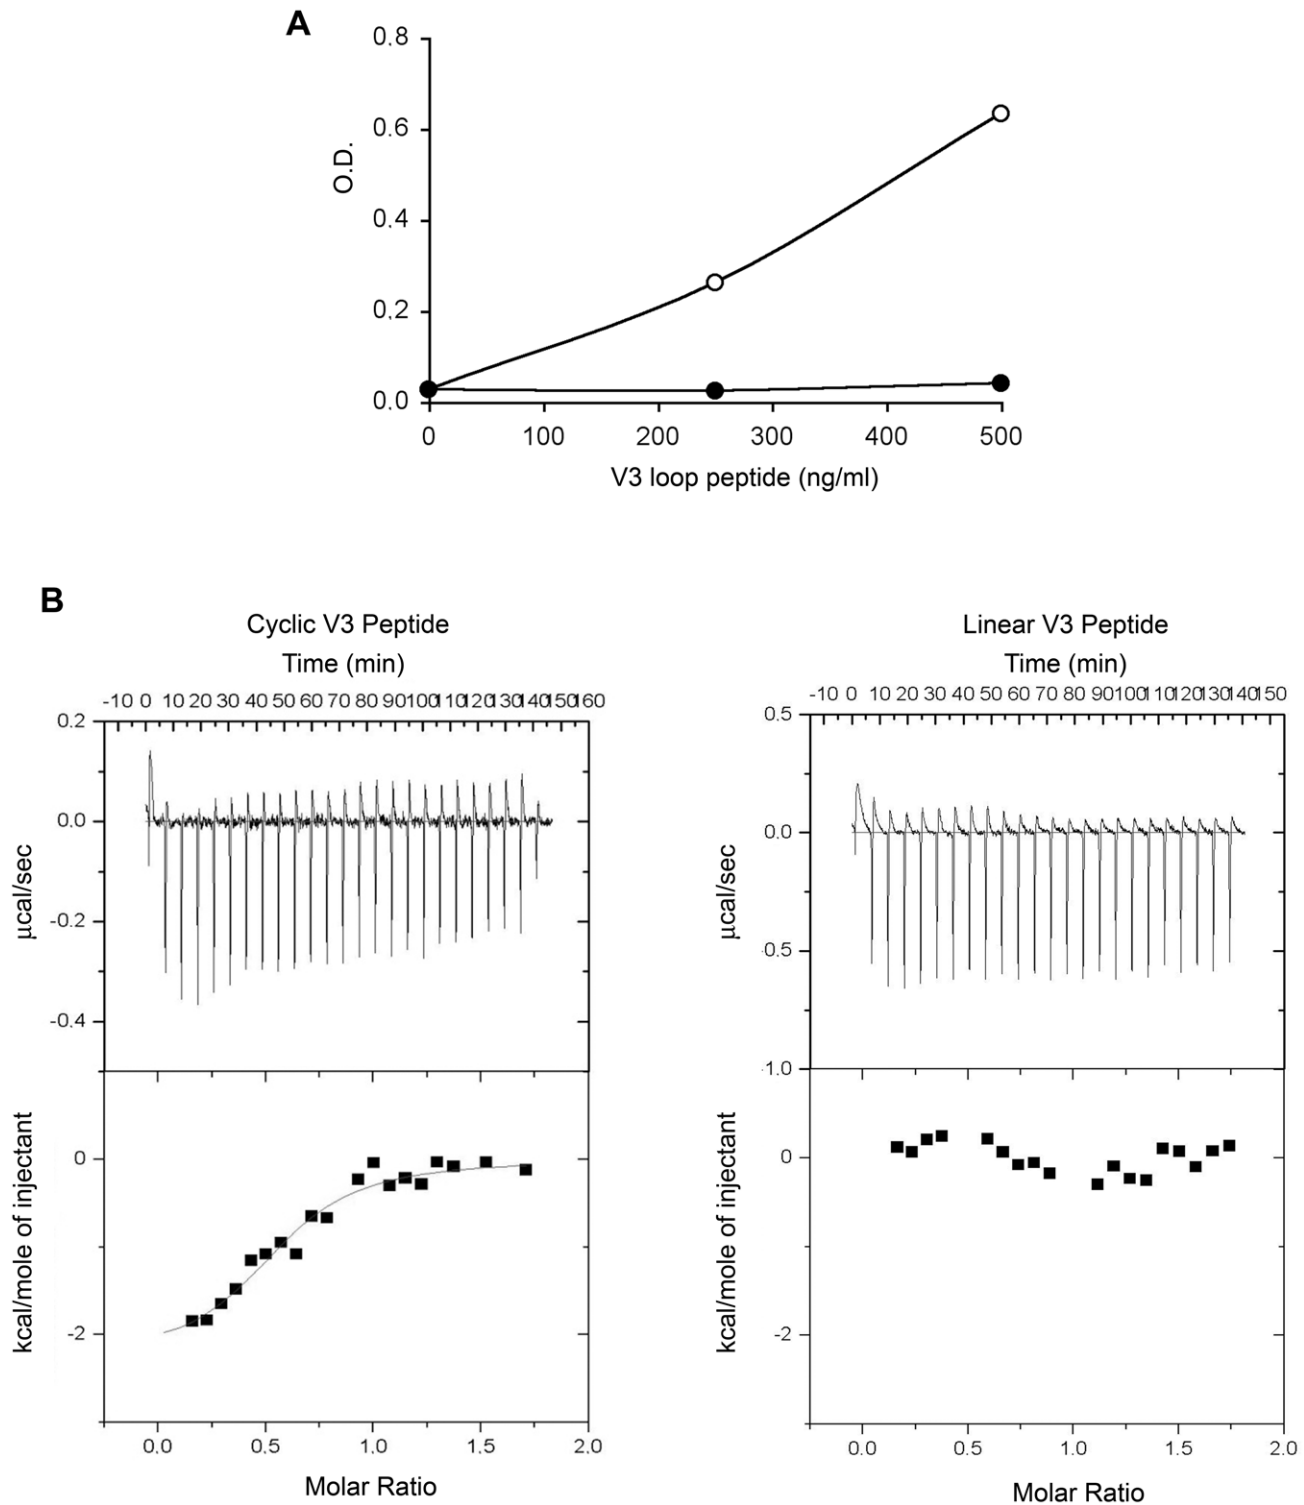 A
0.8
0.6
0.4
0.2
0.0
O.D.
0 100 200 300 400 500
V3 loop peptide (ng/ml)
B
Cyclic V3 Peptide
Time (min)
-10 0 10 20 30 40 50 60 70 80 90 100 110 120 130 140 150 160
0.2
0.0
-0.2
-0.4
µcal/sec
0
-2
kcal/mole of injectant
0.0 0.5 1.0 1.5 2.0
Molar Ratio
Linear V3 Peptide
Time (min)
-10 0 10 20 30 40 50 60 70 80 90 100 110 120 130 140 150
0.5
0.0
-0.5
-1.0
µcal/sec
0
-2
kcal/mole of injectant
0.0 0.5 1.0 1.5 2.0
Molar Ratio